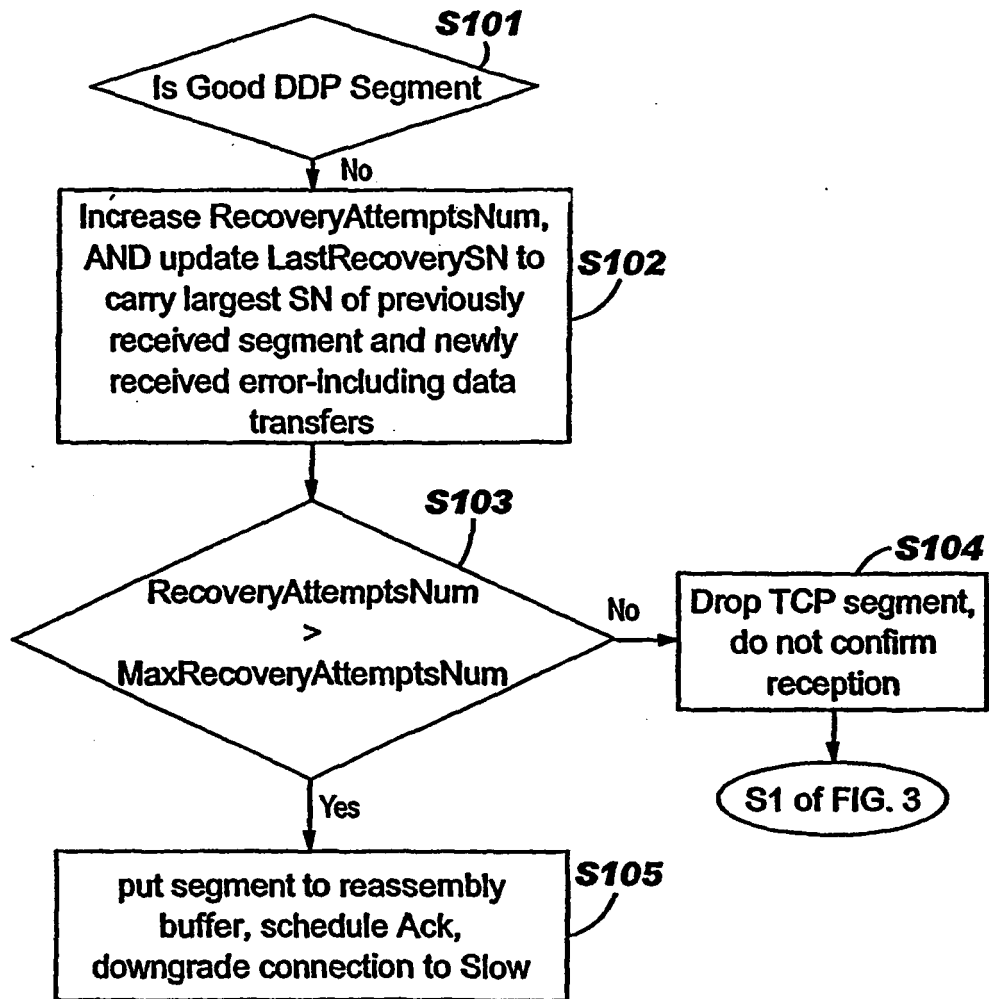 S101
Is Good DDP Segment
No
Increase RecoveryAttemptsNum,
AND update LastRecoverySN to
carry largest SN of previously
received segment and newly
received error-including data
transfers
S102
S103
RecoveryAttemptsNum
>
MaxRecoveryAttemptsNum
No
S104
Drop TCP segment,
do not confirm
reception
S1 of FIG. 3
Yes
put segment to reassembly
buffer, schedule Ack,
downgrade connection to Slow
S105